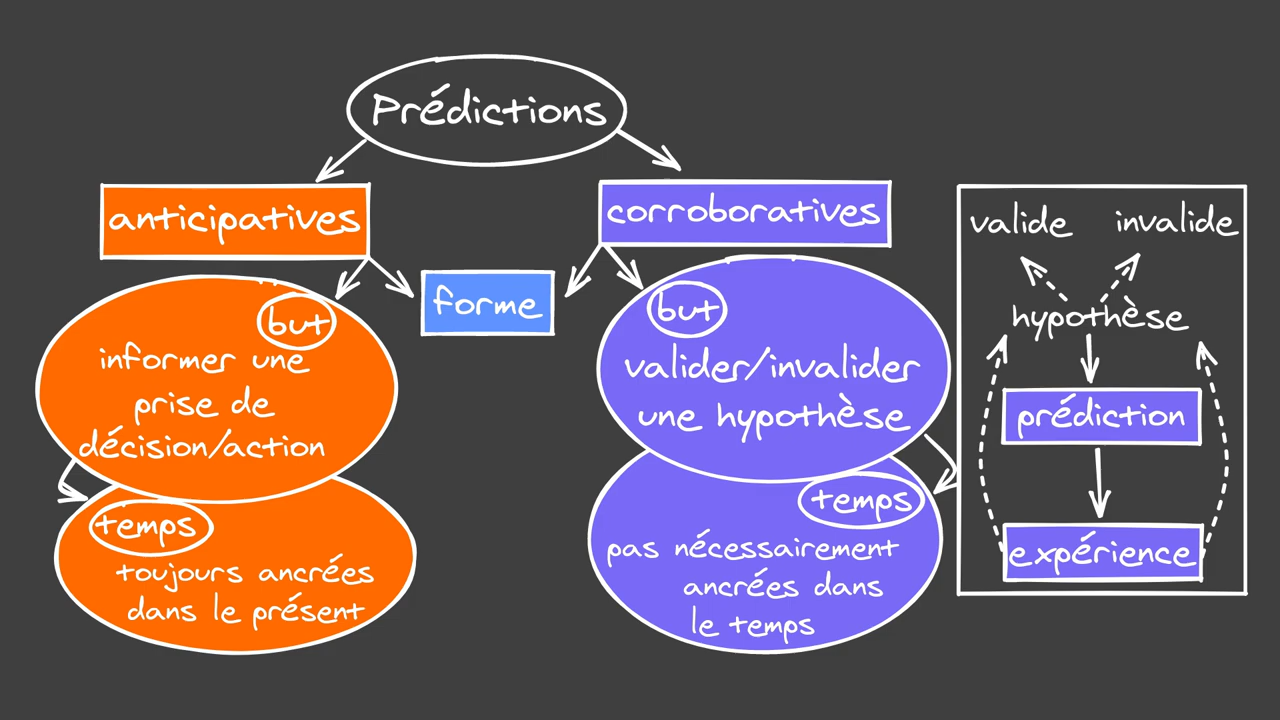 Prédictions
anticipatives
corroboratives
forme
but
informer une
prise de
décision/action
temps
toujours ancrées
dans le présent
but
valider/invalider
une hypothèse
temps
pas nécessairement
ancrées dans
le temps
valide invalide
hypothèse
prédiction
expérience